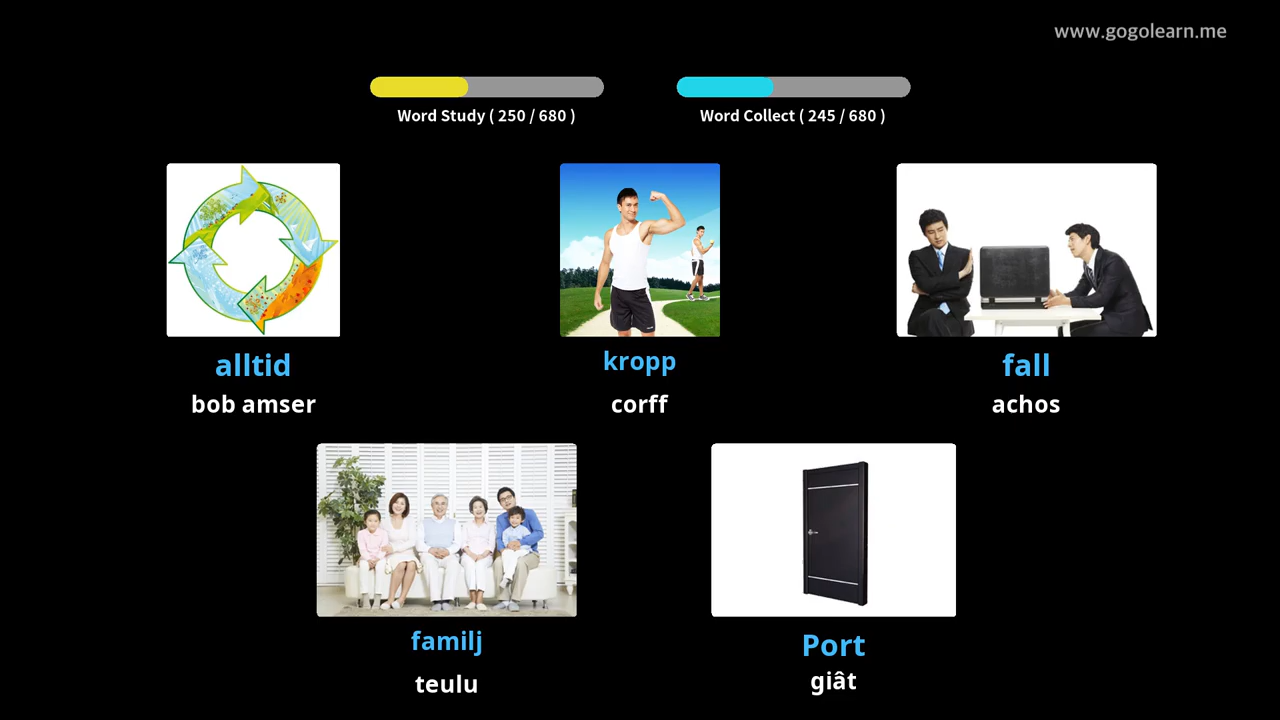 www.gogolearn.me
Word Study ( 250 / 680 )
Word Collect ( 245 / 680 )
alltid
bob amser
kropp
corff
fall
achos
familj
teulu
Port
giât